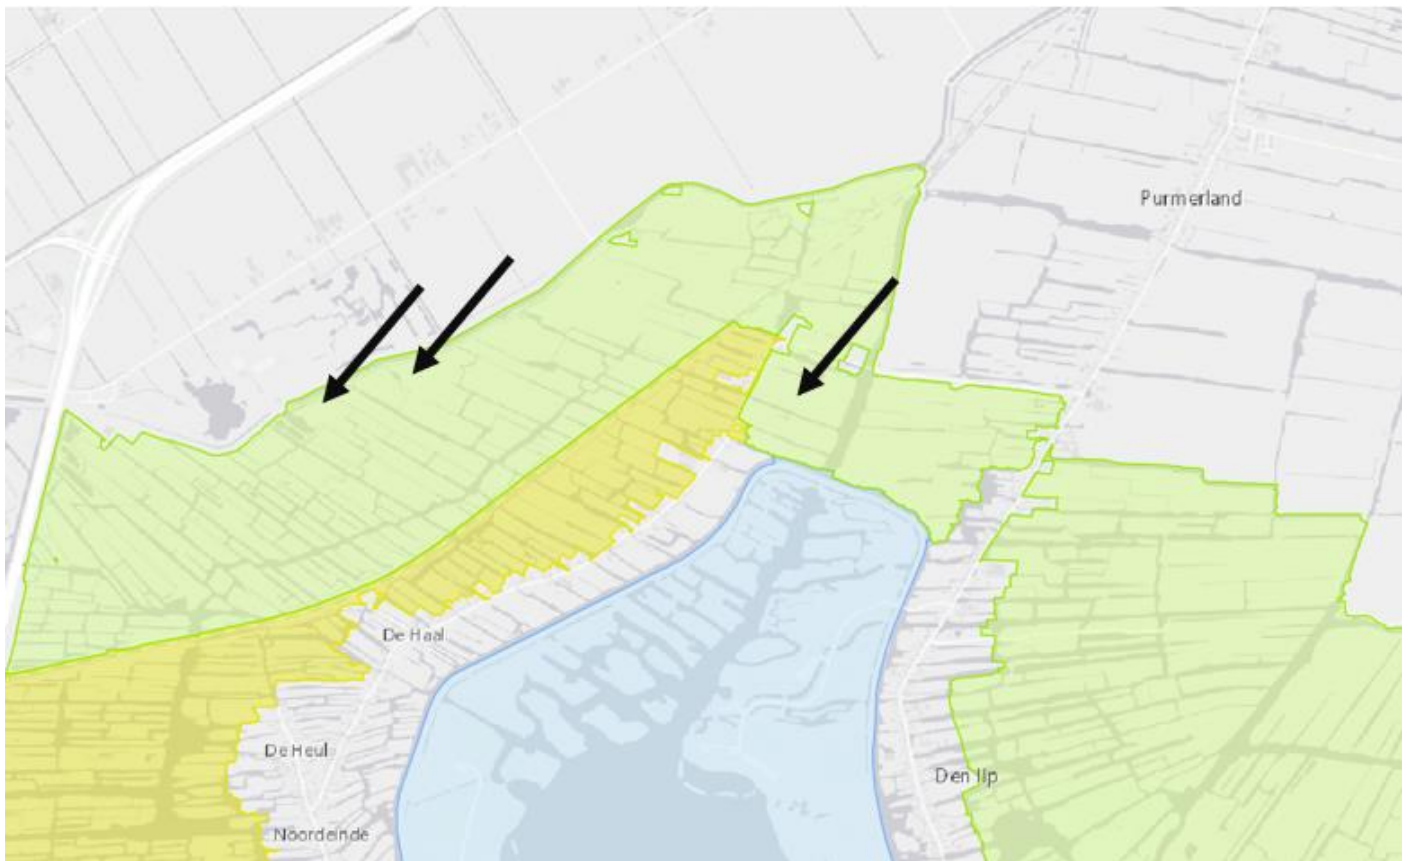 Purmerland
De Haal
De Heul
Den Ilp
Noordeinde